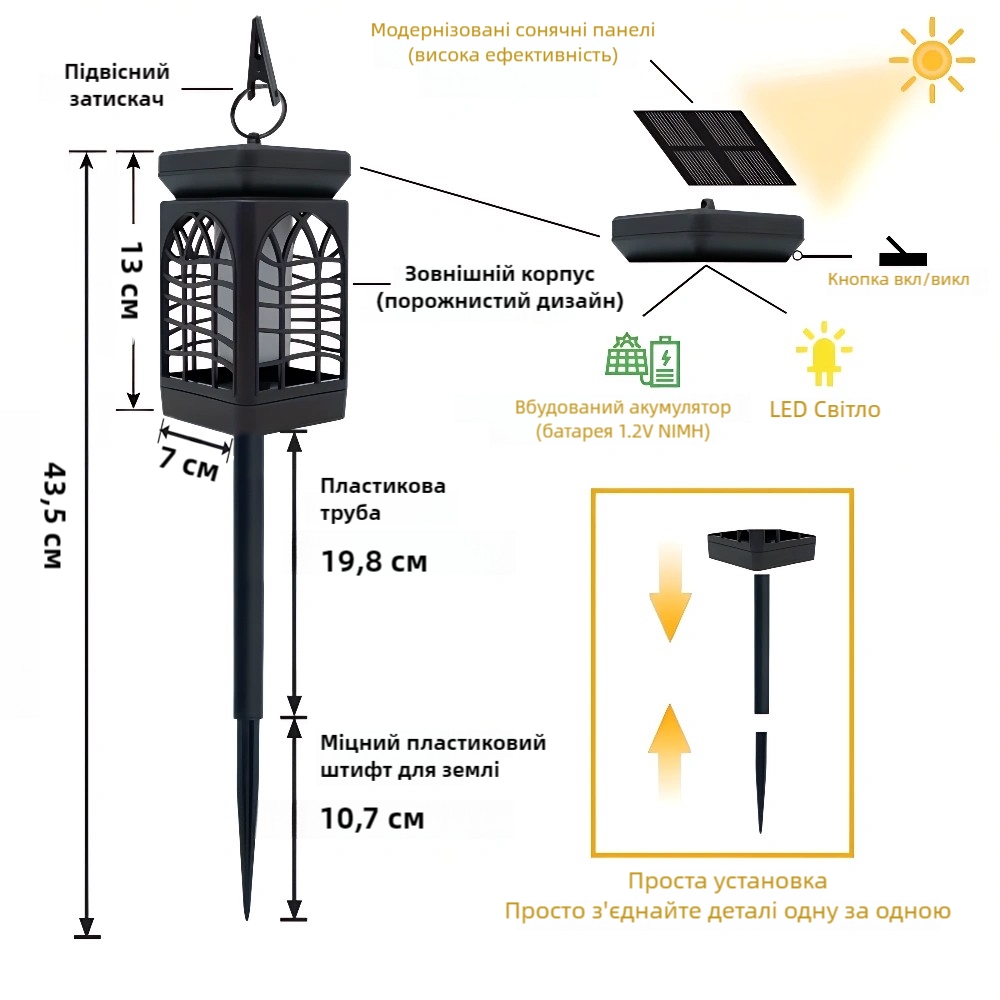 Модернізовані сонячні панелі
(висока ефективність)
Підвісний
затискач
13 см
Зовнішній корпус
(порожнистий дизайн)
Кнопка вкл/викл
Вбудований акумулятор
(батарея 1.2V NIMH)
LED Світло
7 см
43,5 см
Пластикова
труба
19,8 см
Міцний пластиковий
штифт для землі
10,7 см
Проста установка
Просто з'єднайте деталі одну за одною